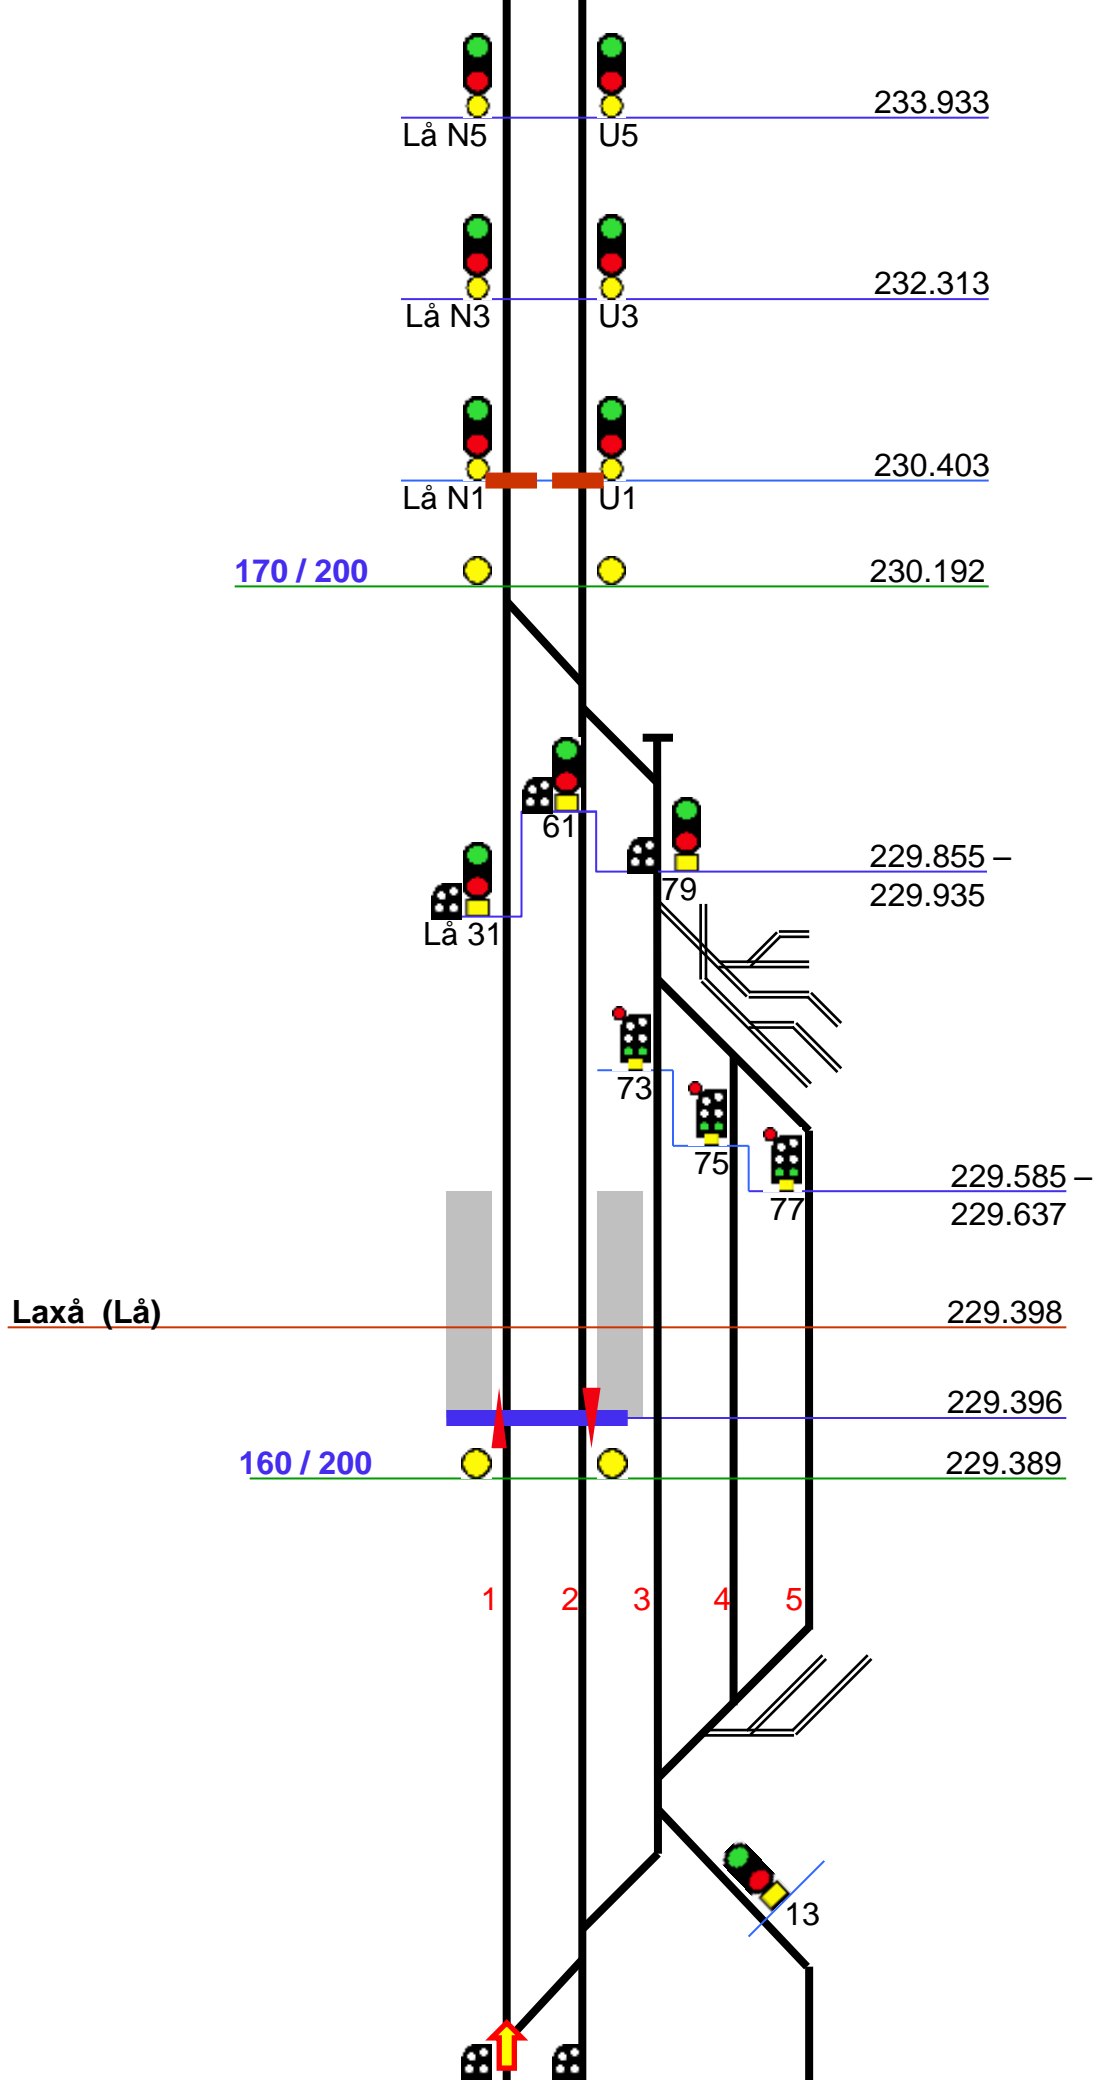 233.933
Lå N5 U5
232.313
Lå N3 U3
230.403
Lå N1 U1
170 / 200 230.192
61
229.855 –
79
229.935
Lå 31
73
75
229.585 –
77
229.637
Laxå (Lå) 229.398
229.396
160 / 200 229.389
1 2 3 4 5
13